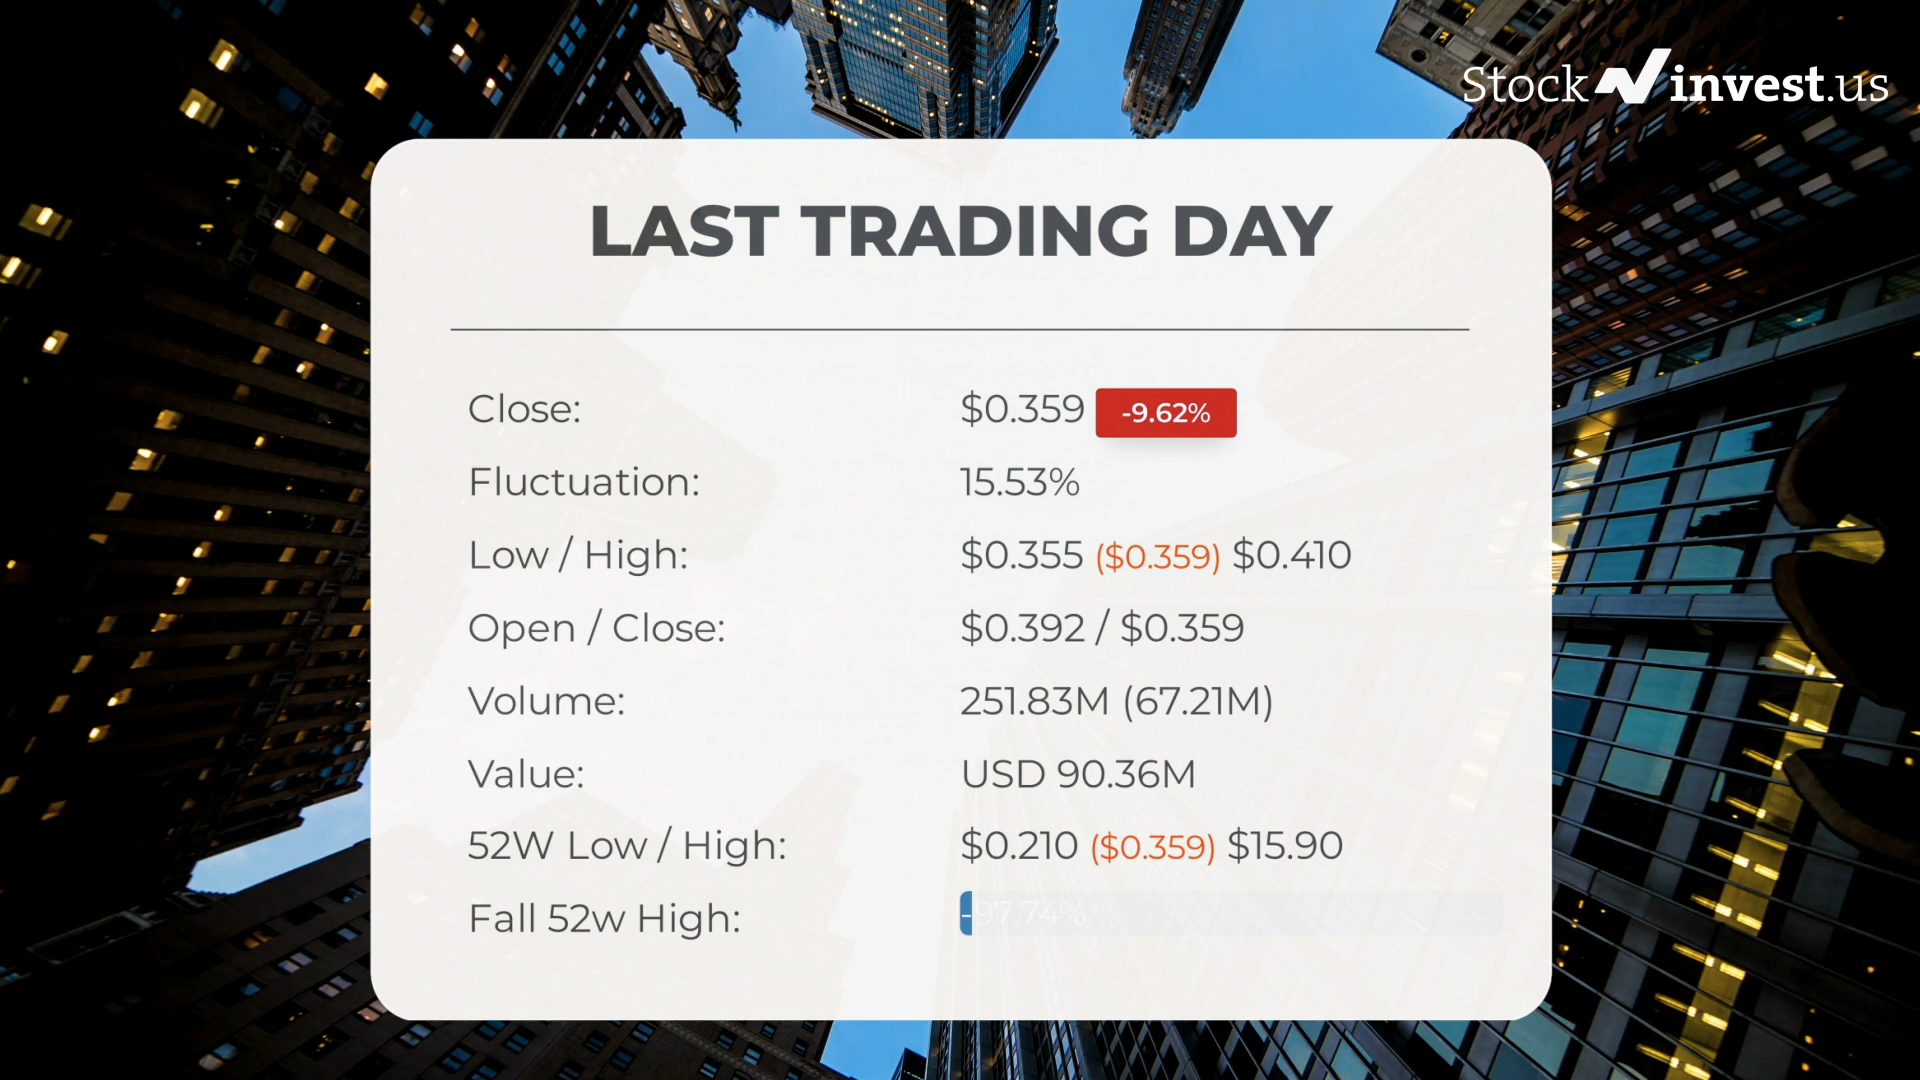 Stock invest.us
LAST TRADING DAY
Close: $0.359 -9.62%
Fluctuation: 15.53%
Low / High: $0.355 ($0.359) $0.410
Open / Close: $0.392 / $0.359
Volume: 251.83M (67.21M)
Value: USD 90.36M
52W Low / High: $0.210 ($0.359) $15.90
Fall 52w High: -97.74%